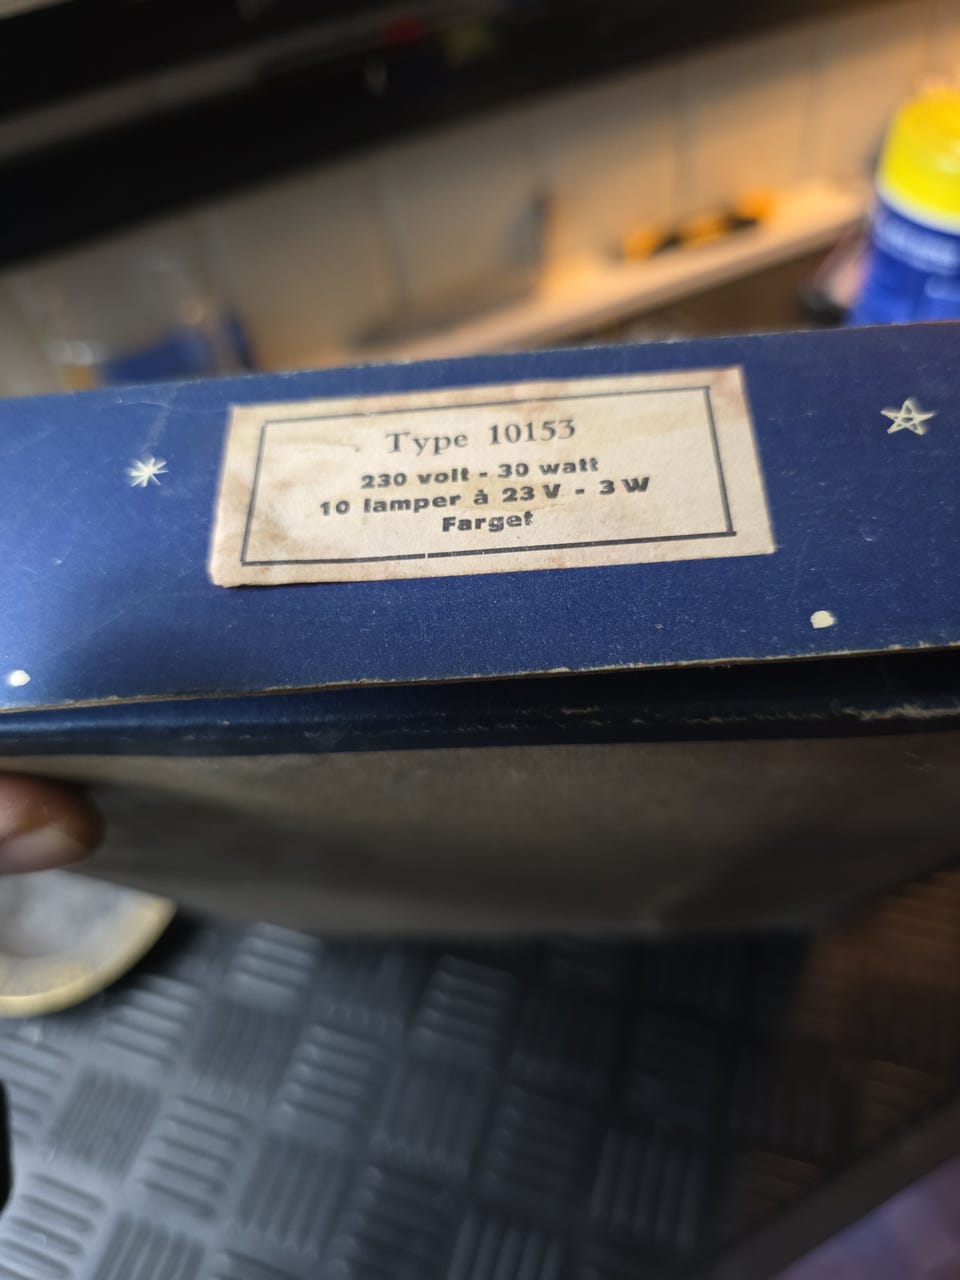 Type 10153
230 volt - 30 watt
10 lamper à 23 V - 3 W
Farget